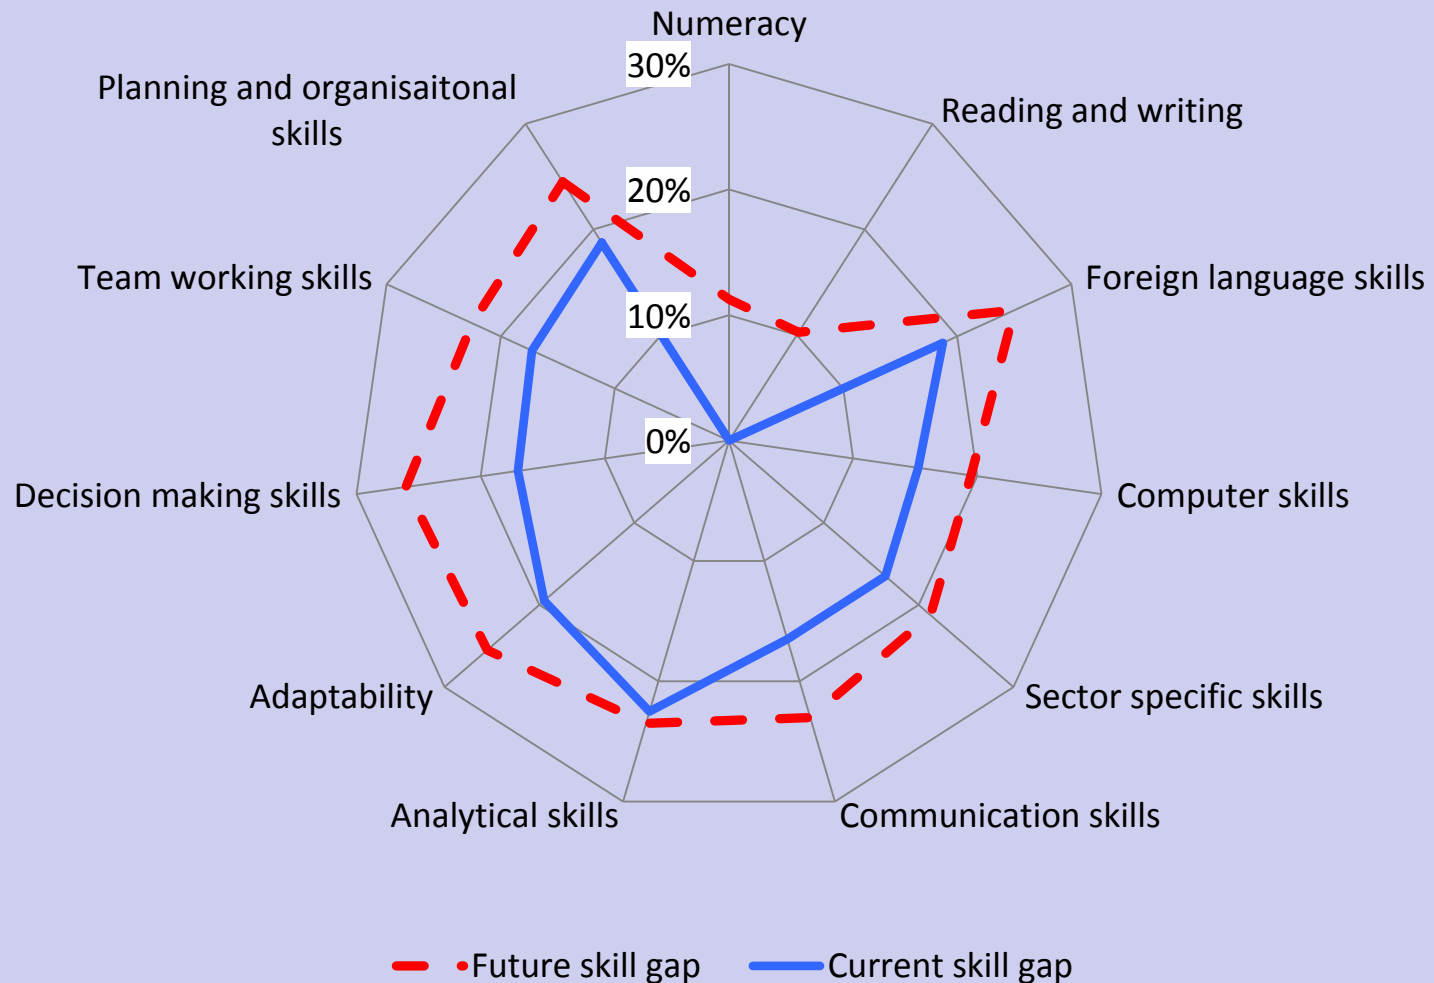 Numeracy
30%
Planning and organisaitonal
skills
Reading and writing
20%
Team working skills
Foreign language skills
10%
0%
Decision making skills
Computer skills
Adaptability
Sector specific skills
Analytical skills
Communication skills
Future skill gap
Current skill gap